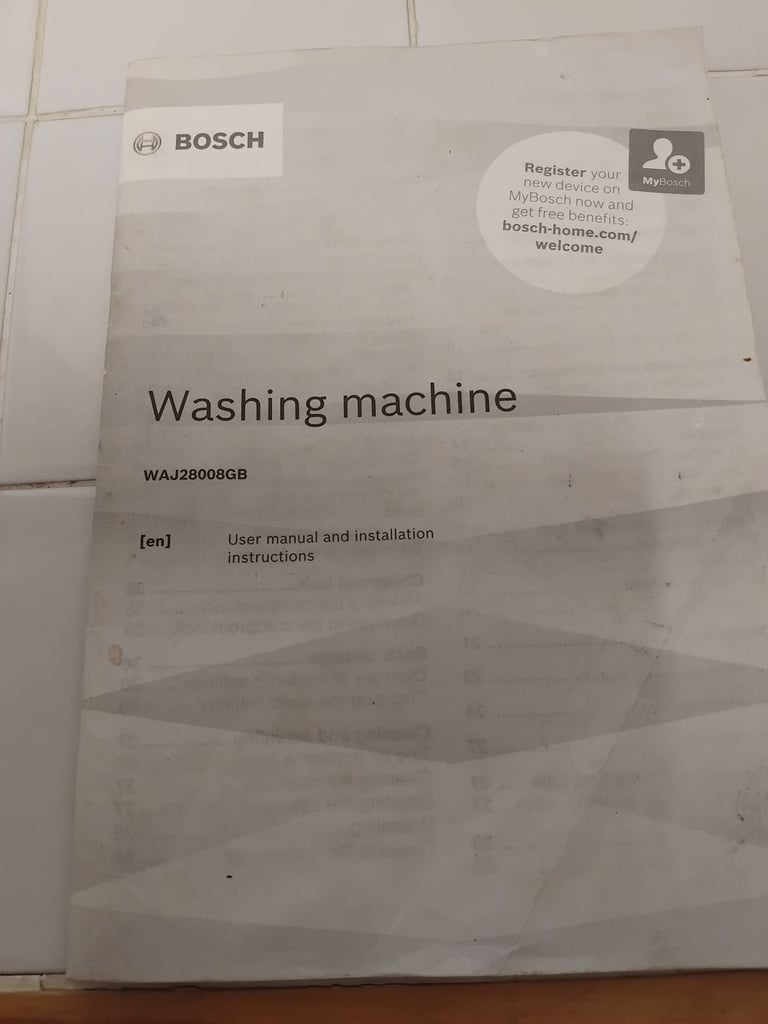 BOSCH
Register your
new device on
MyBosch now and
get free benefits:
bosch-home.com/
welcome
MyBosch
Washing machine
WAJ28008GB
[en] User manual and installation
instructions